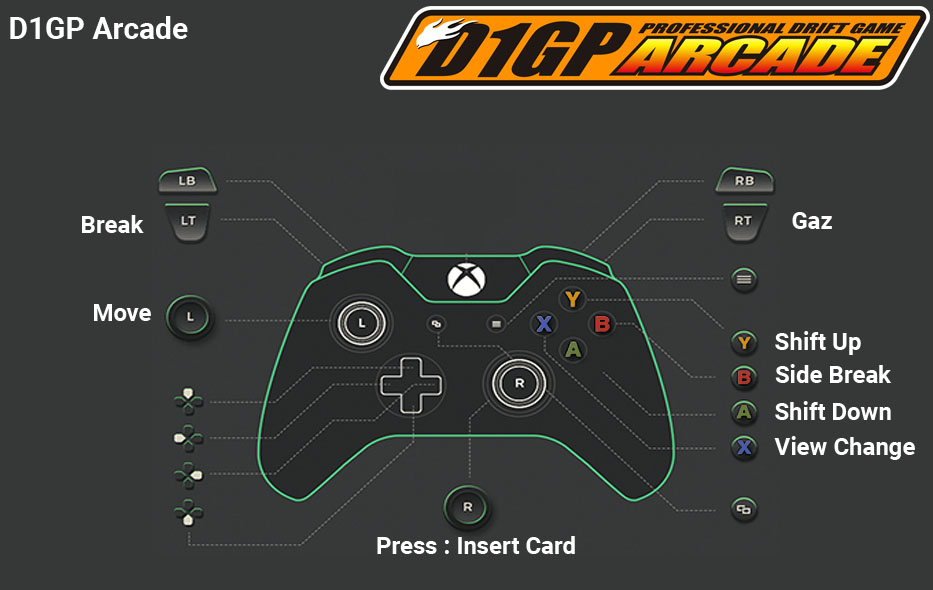 D1GP Arcade
D1GP PROFESSIONAL DRIFT GAME
ARCADE
LB
RB
LT
RT
Break
Gaz
Move
L
L
Y
X
B
A
R
Y
Shift Up
B
Side Break
A
Shift Down
X
View Change
R
Press : Insert Card